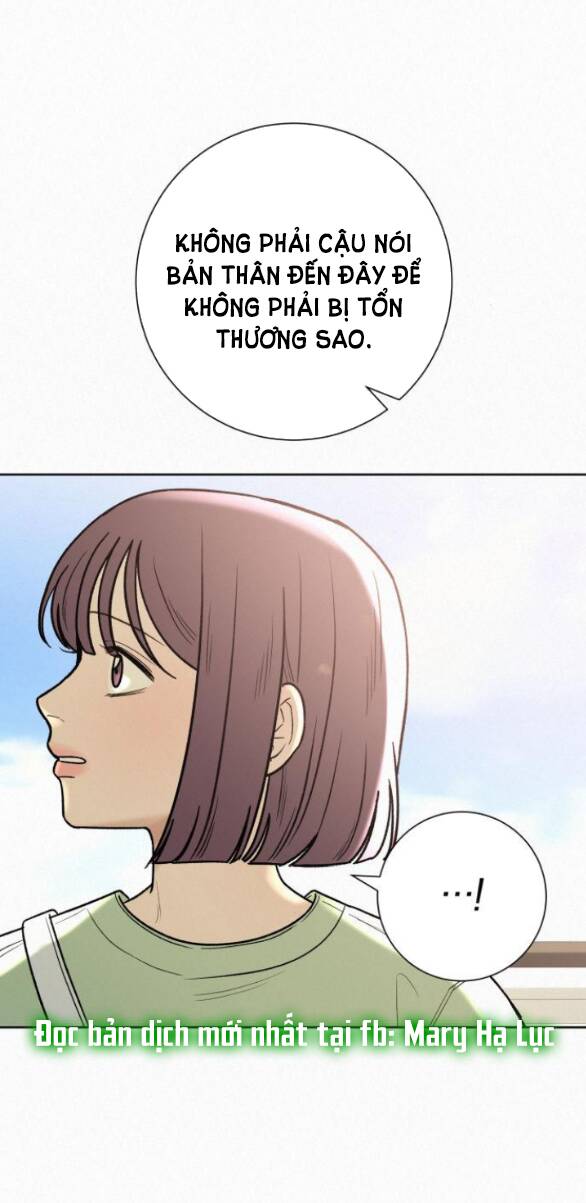 KHÔNG PHẢI CẬU NÓI
BẢN THÂN ĐẾN ĐÂY ĐỂ
KHÔNG PHẢI BỊ TỔN
THƯƠNG SAO.
...!
Đọc bản dịch mới nhất tại fb: Mary Hạ Lục